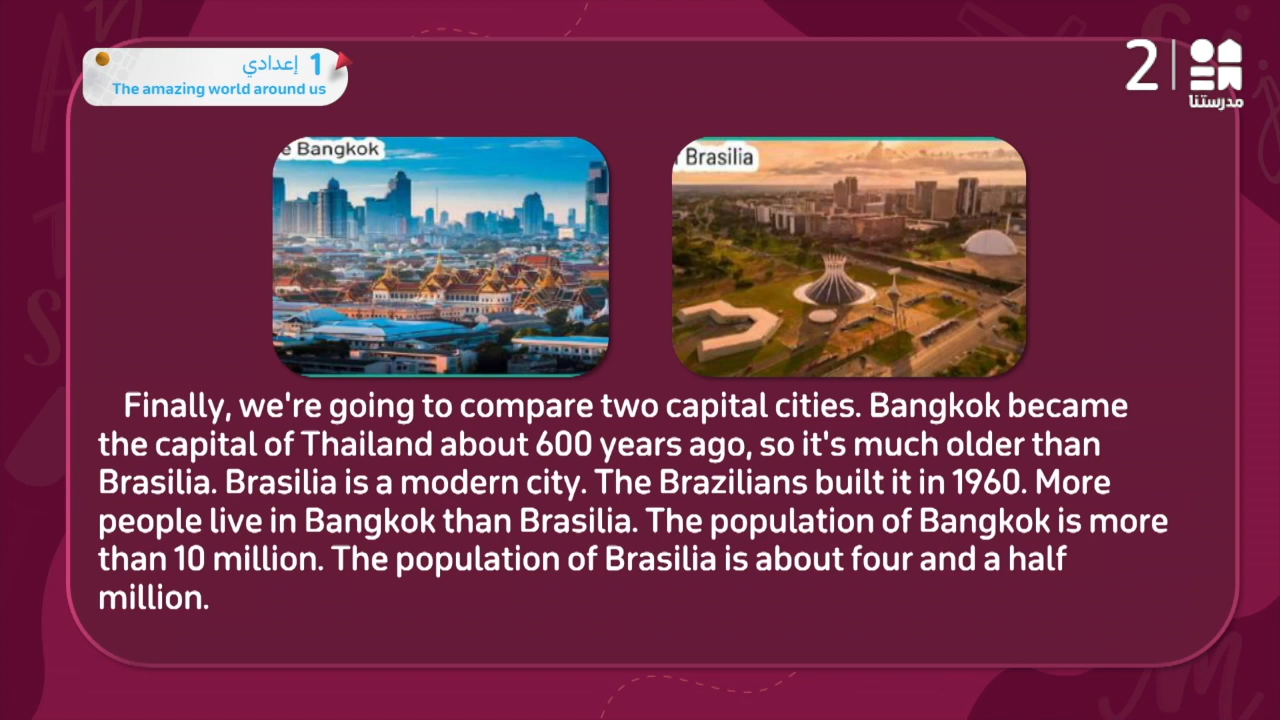 1 إعدادي
The amazing world around us
2
مدرستنا
e Bangkok
Brasilia
Finally, we're going to compare two capital cities. Bangkok became
the capital of Thailand about 600 years ago, so it's much older than
Brasilia. Brasilia is a modern city. The Brazilians built it in 1960. More
people live in Bangkok than Brasilia. The population of Bangkok is more
than 10 million. The population of Brasilia is about four and a half
million.